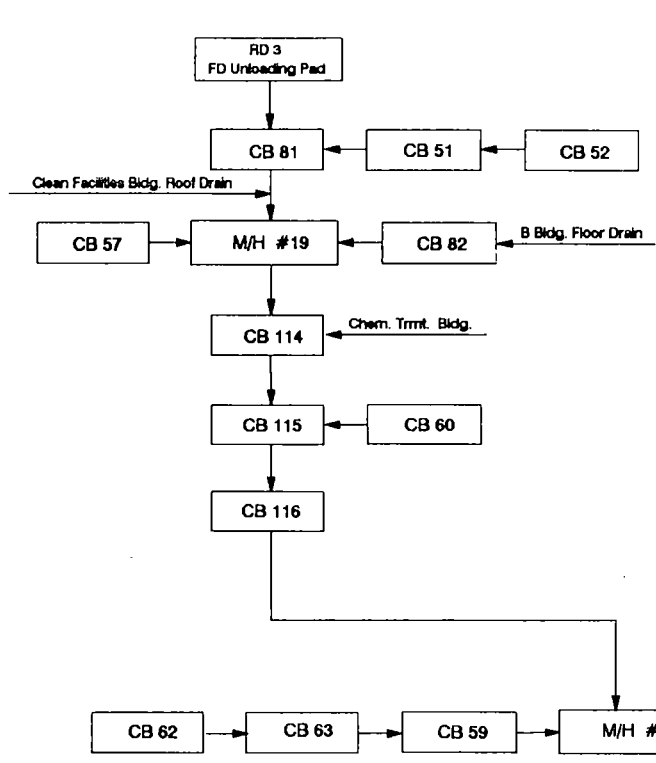 RD 3
FD Unloading Pad
CB 81
CB 51
CB 52
Clean Facilities Bldg. Roof Drain
CB 57
M/H #19
CB 82
B Bldg. Floor Drain
CB 114
Chem. Trmt. Bldg.
CB 115
CB 60
CB 116
CB 62
CB 63
CB 59
M/H #